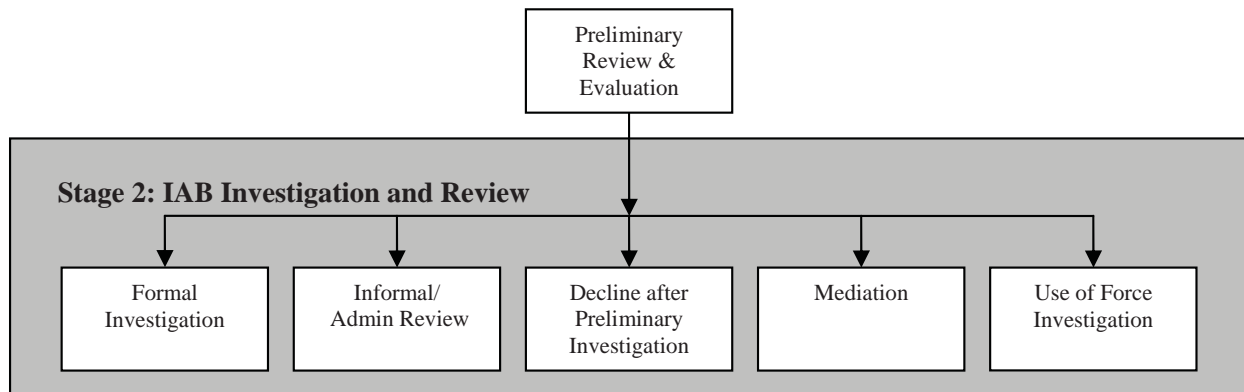 Preliminary
Review &
Evaluation
Stage 2: IAB Investigation and Review
Formal
Investigation
Informal/
Admin Review
Decline after
Preliminary
Investigation
Mediation
Use of Force
Investigation